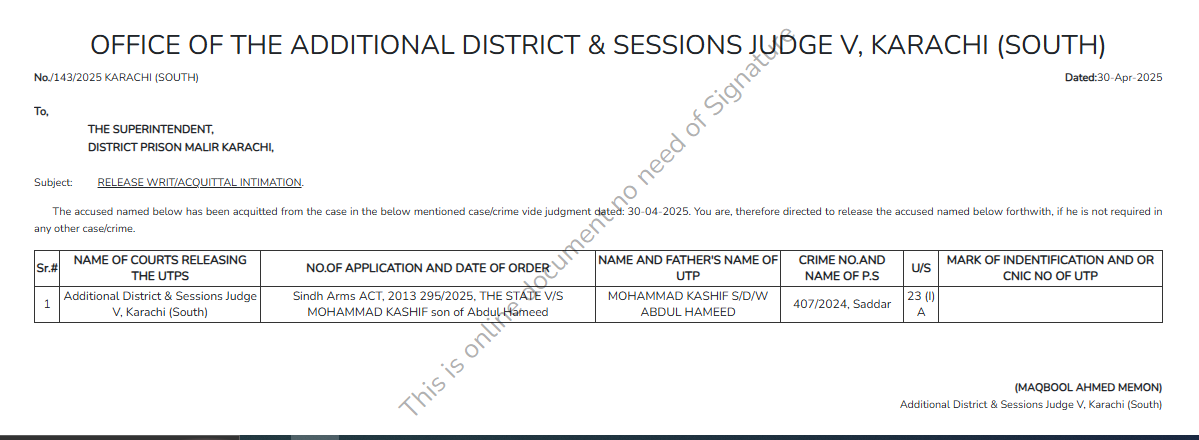 OFFICE OF THE ADDITIONAL DISTRICT & SESSIONS JUDGE V, KARACHI (SOUTH)
No./143/2025 KARACHI (SOUTH) Dated:30-Apr-2025
To,
THE SUPERINTENDENT,
DISTRICT PRISON MALIR KARACHI,
Subject: RELEASE WRIT/ACQUITTAL INTIMATION.
The accused named below has been acquitted from the case in the below mentioned case/crime vide judgment dated: 30-04-2025. You are, therefore directed to release the accused named below forthwith, if he is not required in
any other case/crime.
Sr.# NAME OF COURTS RELEASING THE UTPS NO.OF APPLICATION AND DATE OF ORDER NAME AND FATHER'S NAME OF UTP CRIME NO.AND NAME OF P.S U/S MARK OF INDENTIFICATION AND OR CNIC NO OF UTP
1 Additional District & Sessions Judge V, Karachi (South) Sindh Arms ACT, 2013 295/2025, THE STATE V/S MOHAMMAD KASHIF son of Abdul Hameed MOHAMMAD KASHIF S/D/W ABDUL HAMEED 407/2024, Saddar 23 (I) A
(MAQBOOL AHMED MEMON)
Additional District & Sessions Judge V, Karachi (South)
This is online document no need of Signature